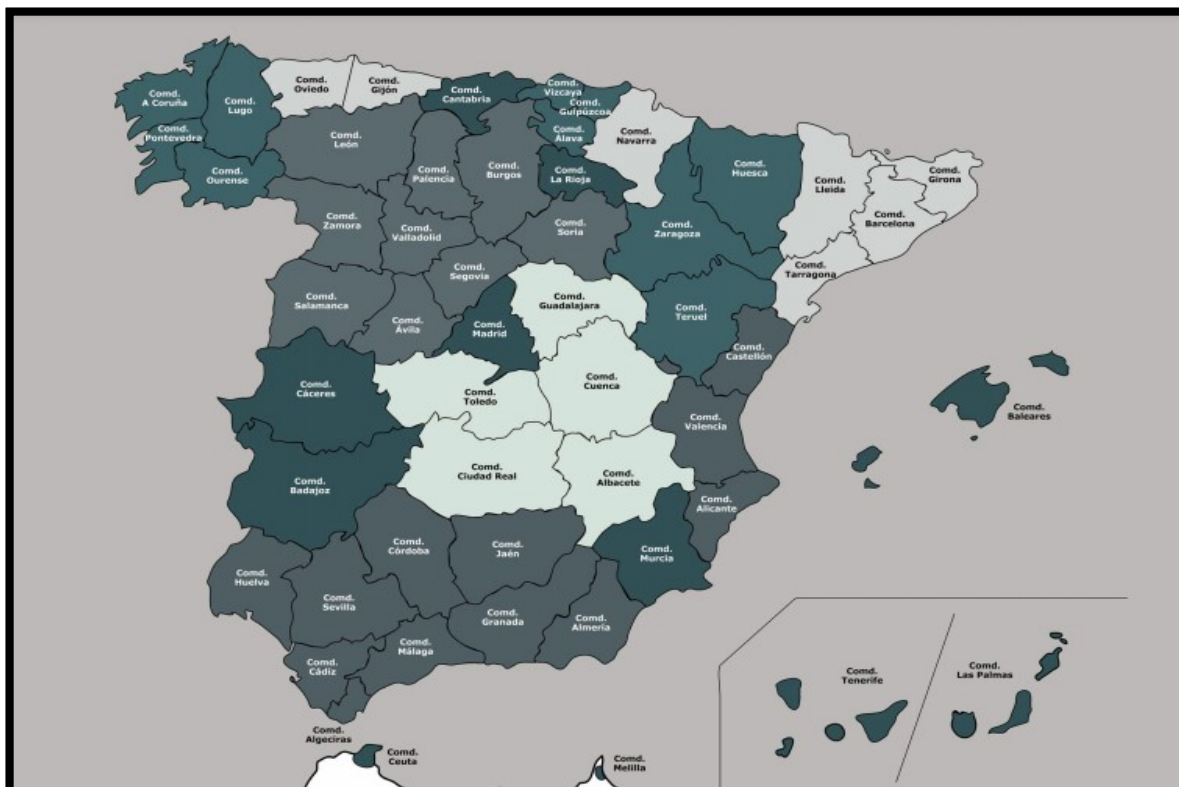 Comd.
Oviedo
Comd.
Gijón
Comd.
A Coruña
Comd.
Lugo
Comd.
Cantabria
Comd.
Vizcaya
Comd.
Guipúzcoa
Comd.
Álava
Comd.
Pontevedra
Comd.
Ourense
Comd.
León
Comd.
Palencia
Comd.
Burgos
Comd.
La Rioja
Comd.
Navarra
Comd.
Huesca
Comd.
Lleida
Comd.
Girona
Comd.
Barcelona
Comd.
Zamora
Comd.
Valladolid
Comd.
Soria
Comd.
Zaragoza
Comd.
Tarragona
Comd.
Segovia
Comd.
Salamanca
Comd.
Ávila
Comd.
Madrid
Comd.
Guadalajara
Comd.
Teruel
Comd.
Castellón
Comd.
Cáceres
Comd.
Toledo
Comd.
Cuenca
Comd.
Valencia
Comd.
Baleares
Comd.
Badajoz
Comd.
Ciudad Real
Comd.
Albacete
Comd.
Alicante
Comd.
Córdoba
Comd.
Jaén
Comd.
Murcia
Comd.
Huelva
Comd.
Sevilla
Comd.
Granada
Comd.
Almería
Comd.
Cádiz
Comd.
Málaga
Comd.
Tenerife
Comd.
Las Palmas
Comd.
Algeciras
Comd.
Ceuta
Comd.
Melilla